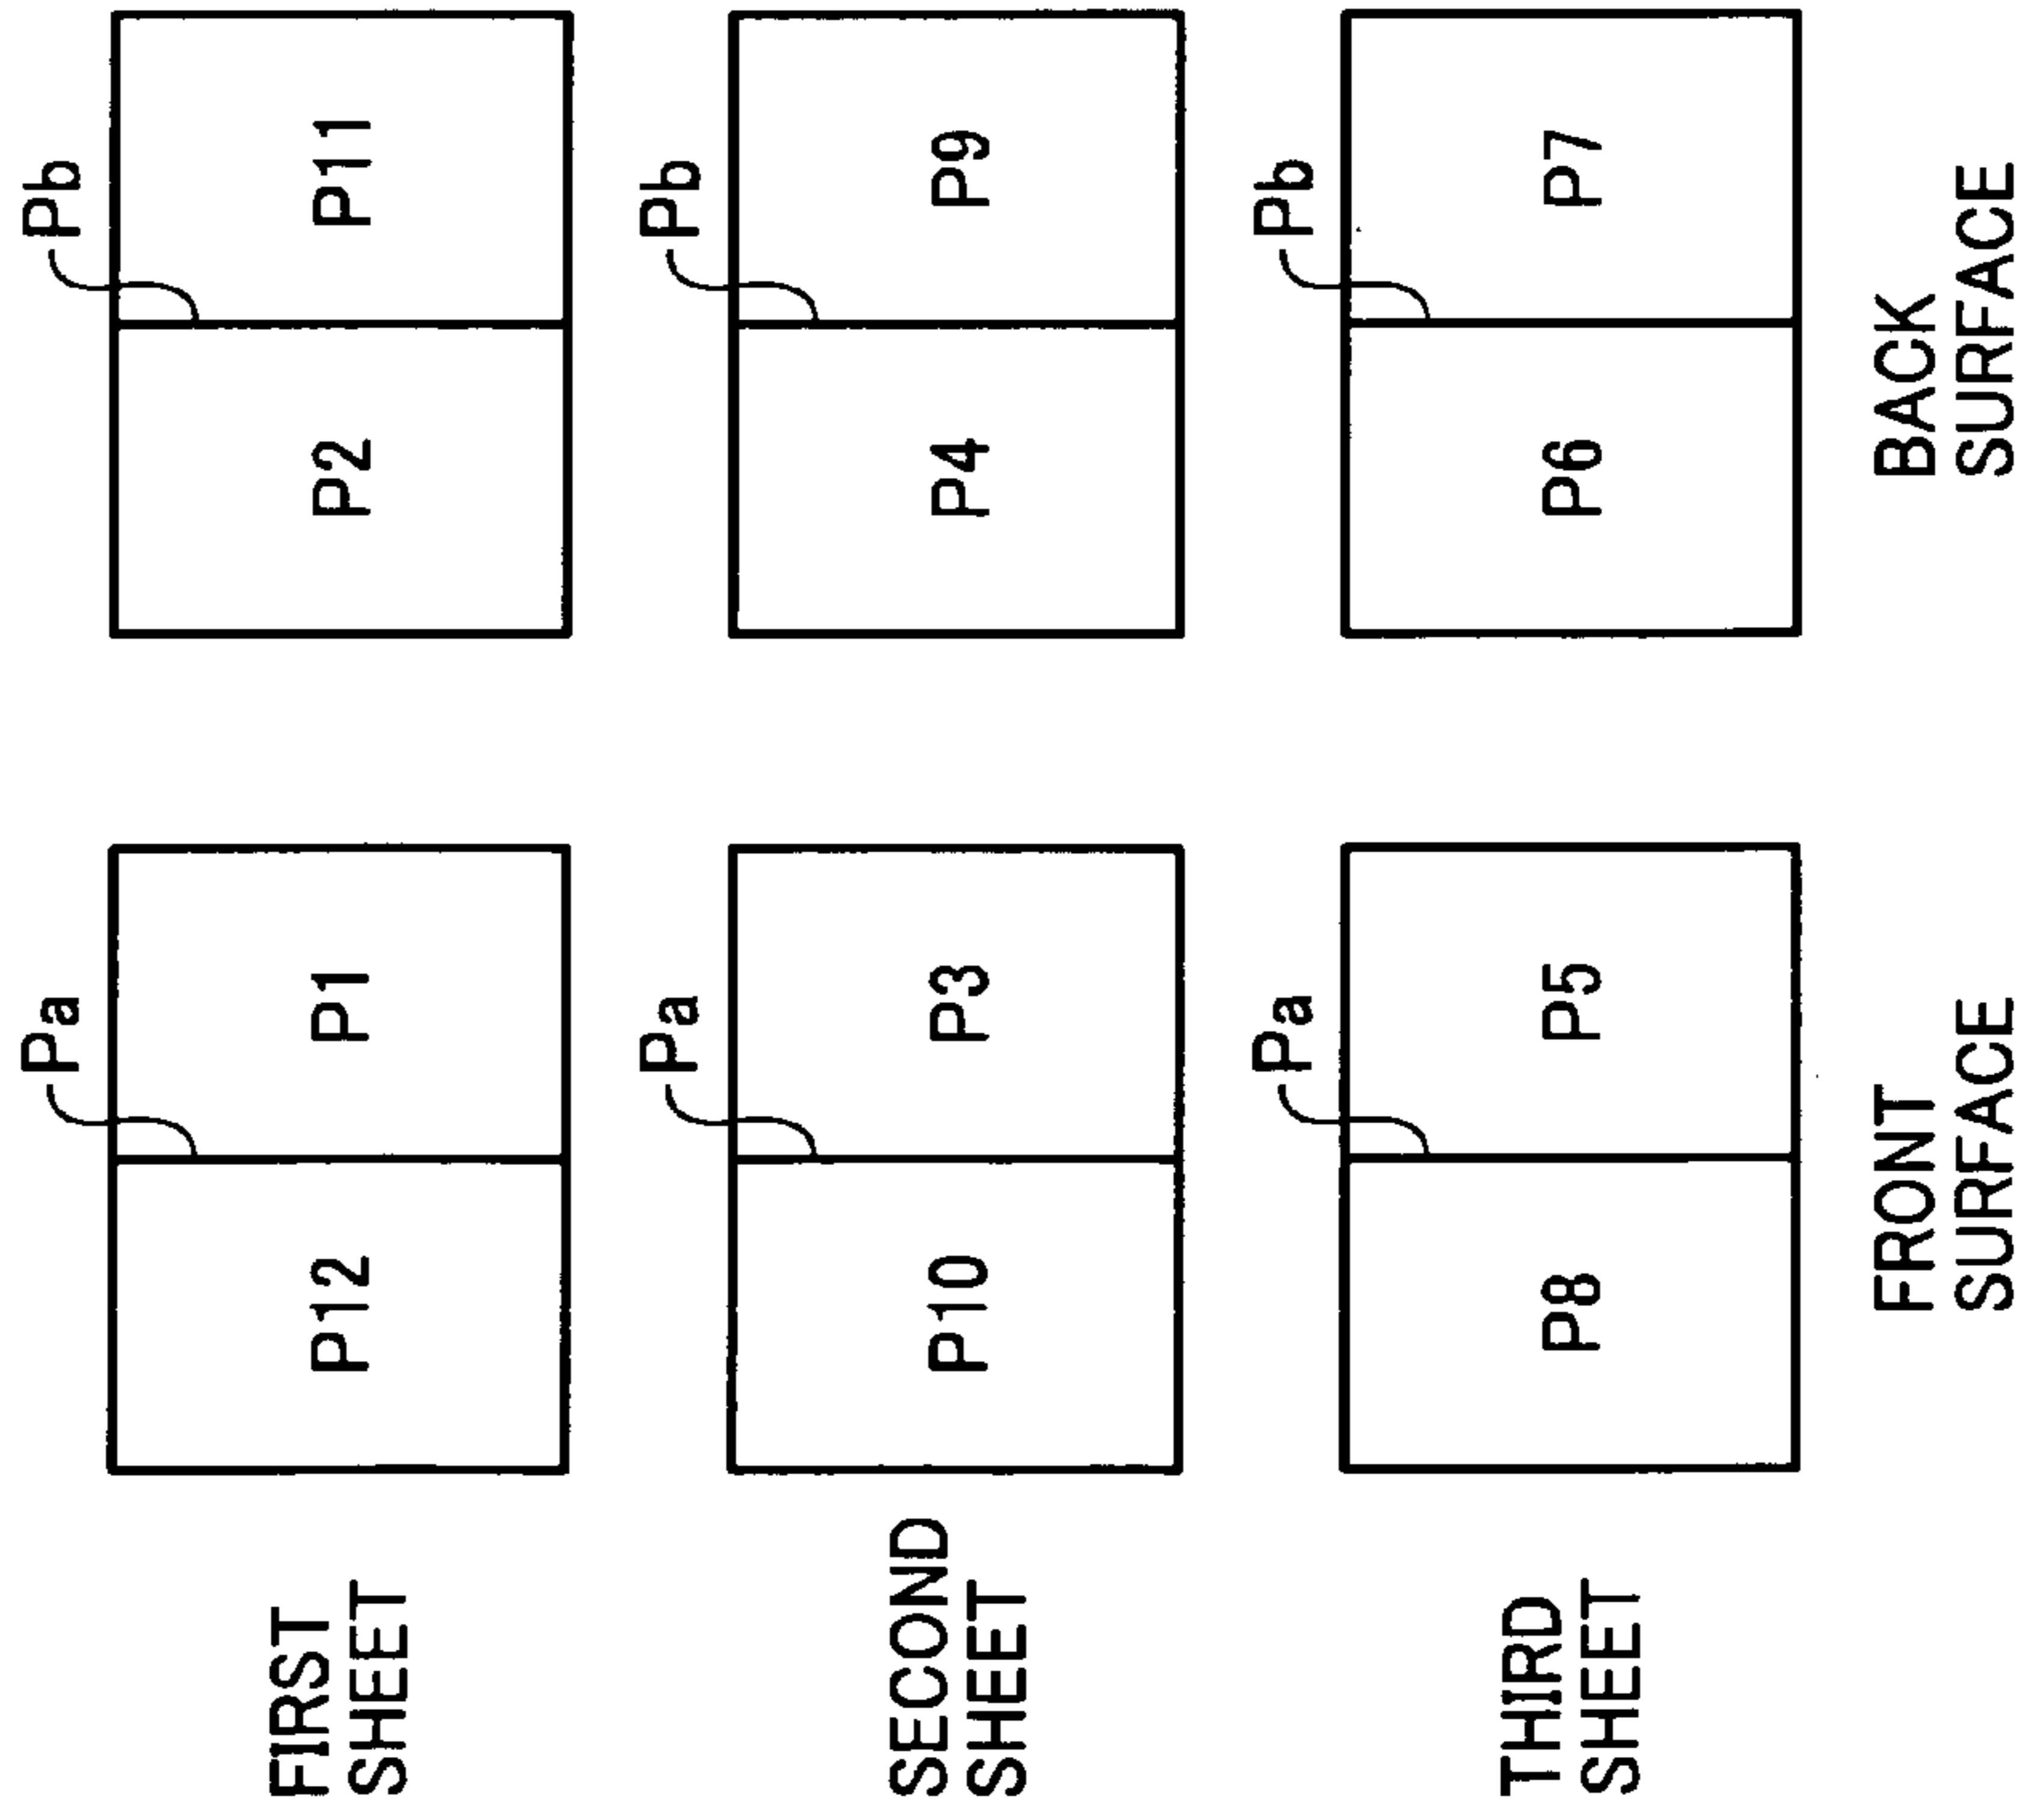 Pa
Pb
FIRST
SHEET
P12
P1
P2
P11
Pa
Pb
SECOND
SHEET
P10
P3
P4
P9
Pa
Pb
THIRD
SHEET
P8
P5
P6
P7
FRONT
SURFACE
BACK
SURFACE